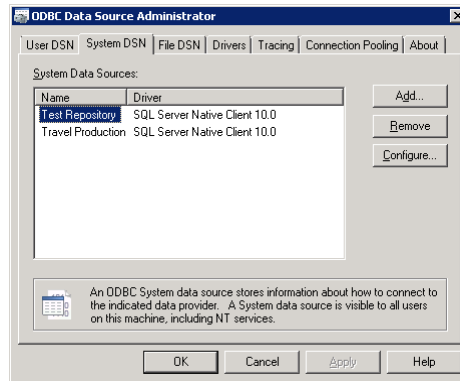 ODBC Data Source Administrator
User DSN System DSN File DSN Drivers Tracing Connection Pooling About
System Data Sources:
Name Driver
Test Repository SQL Server Native Client 10.0
Travel Production SQL Server Native Client 10.0
Add...
Remove
Configure...
An ODBC System data source stores information about how to connect to
the indicated data provider. A System data source is visible to all users
on this machine, including NT services.
OK Cancel Apply Help